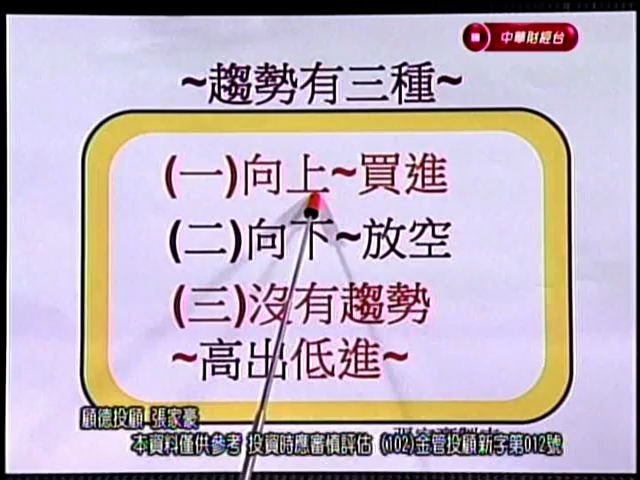 中華財經台
~趨勢有三種~
(一)向上~買進
(二)向下~放空
(三)沒有趨勢
~高出低進~
顧德投顧 張家豪
本資料僅供參考 投資時應審慎評估 (102)金管投顧新字第012號